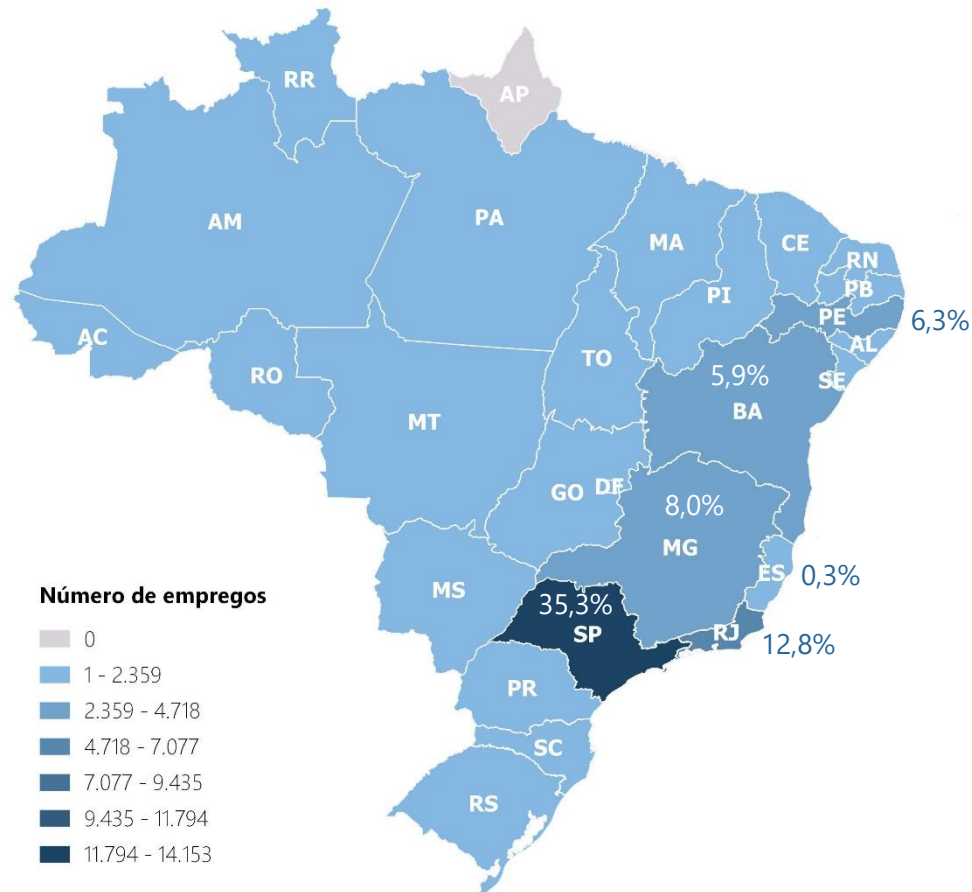 RR
AP
AM
PA
MA
CE
RN
PB
PI
PE
6,3%
AC
AL
TO
RO
5,9%
SE
BA
MT
GO
DF
8,0%
MG
MS
ES
0,3%
35,3%
SP
RJ
12,8%
PR
SC
RS
Número de empregos
0
1 - 2.359
2.359 - 4.718
4.718 - 7.077
7.077 - 9.435
9.435 - 11.794
11.794 - 14.153